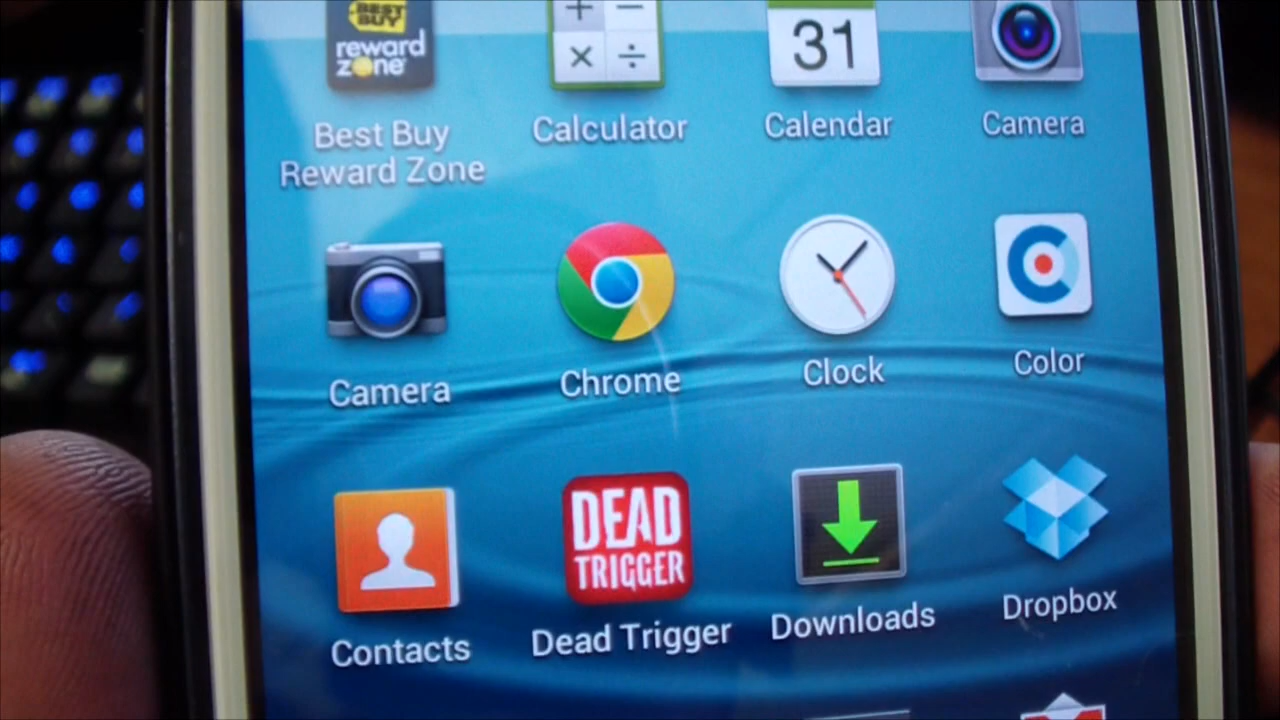 BEST
BUY
reward
zone
31
Best Buy
Reward Zone
Calculator
Calendar
Camera
Camera
Chrome
Clock
Color
DEAD
TRIGGER
Contacts
Dead Trigger
Downloads
Dropbox